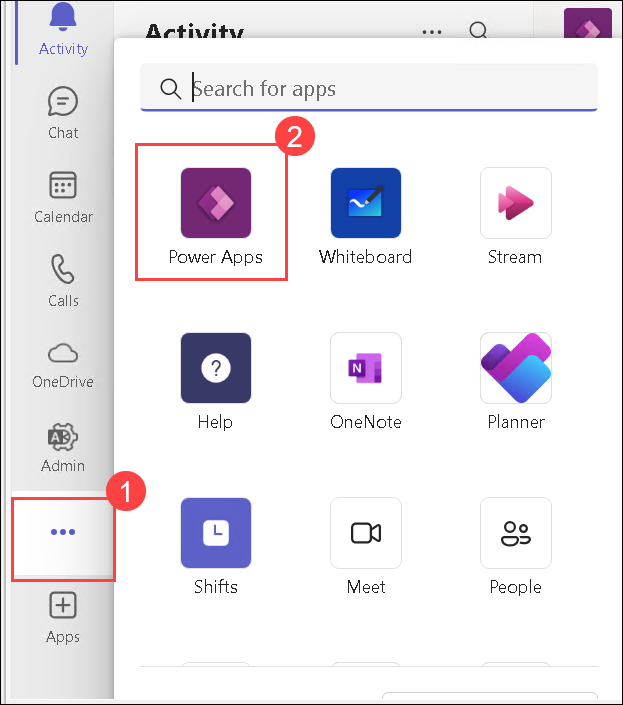 Activity
Activity
Search for apps
2
Chat
Power Apps
Whiteboard
Stream
Calendar
Calls
?
N
OneDrive
Help
OneNote
Planner
A
Admin
1
Shifts
Meet
People
Apps